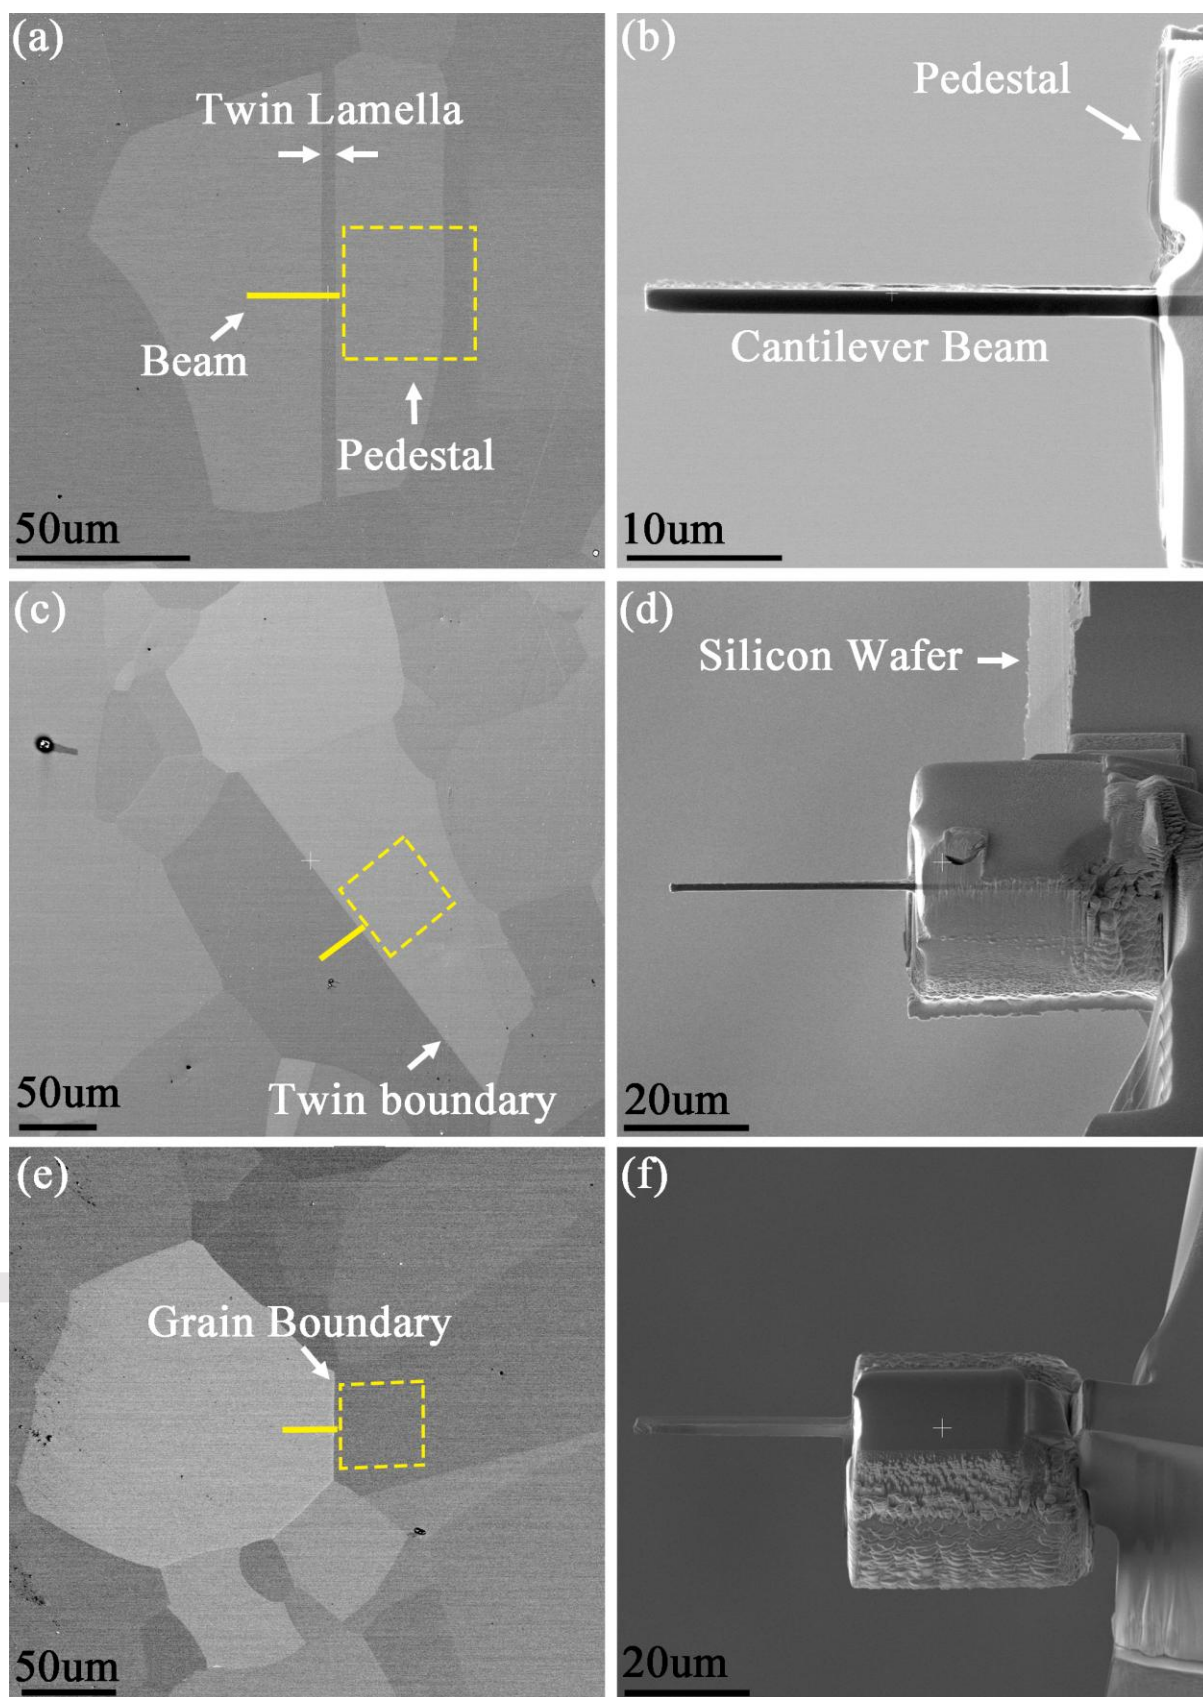 (a)
Twin Lamella
Beam
Pedestal
50um
(b)
Pedestal
Cantilever Beam
10um
(c)
Twin boundary
50um
(d)
Silicon Wafer
20um
(e)
Grain Boundary
50um
(f)
20um